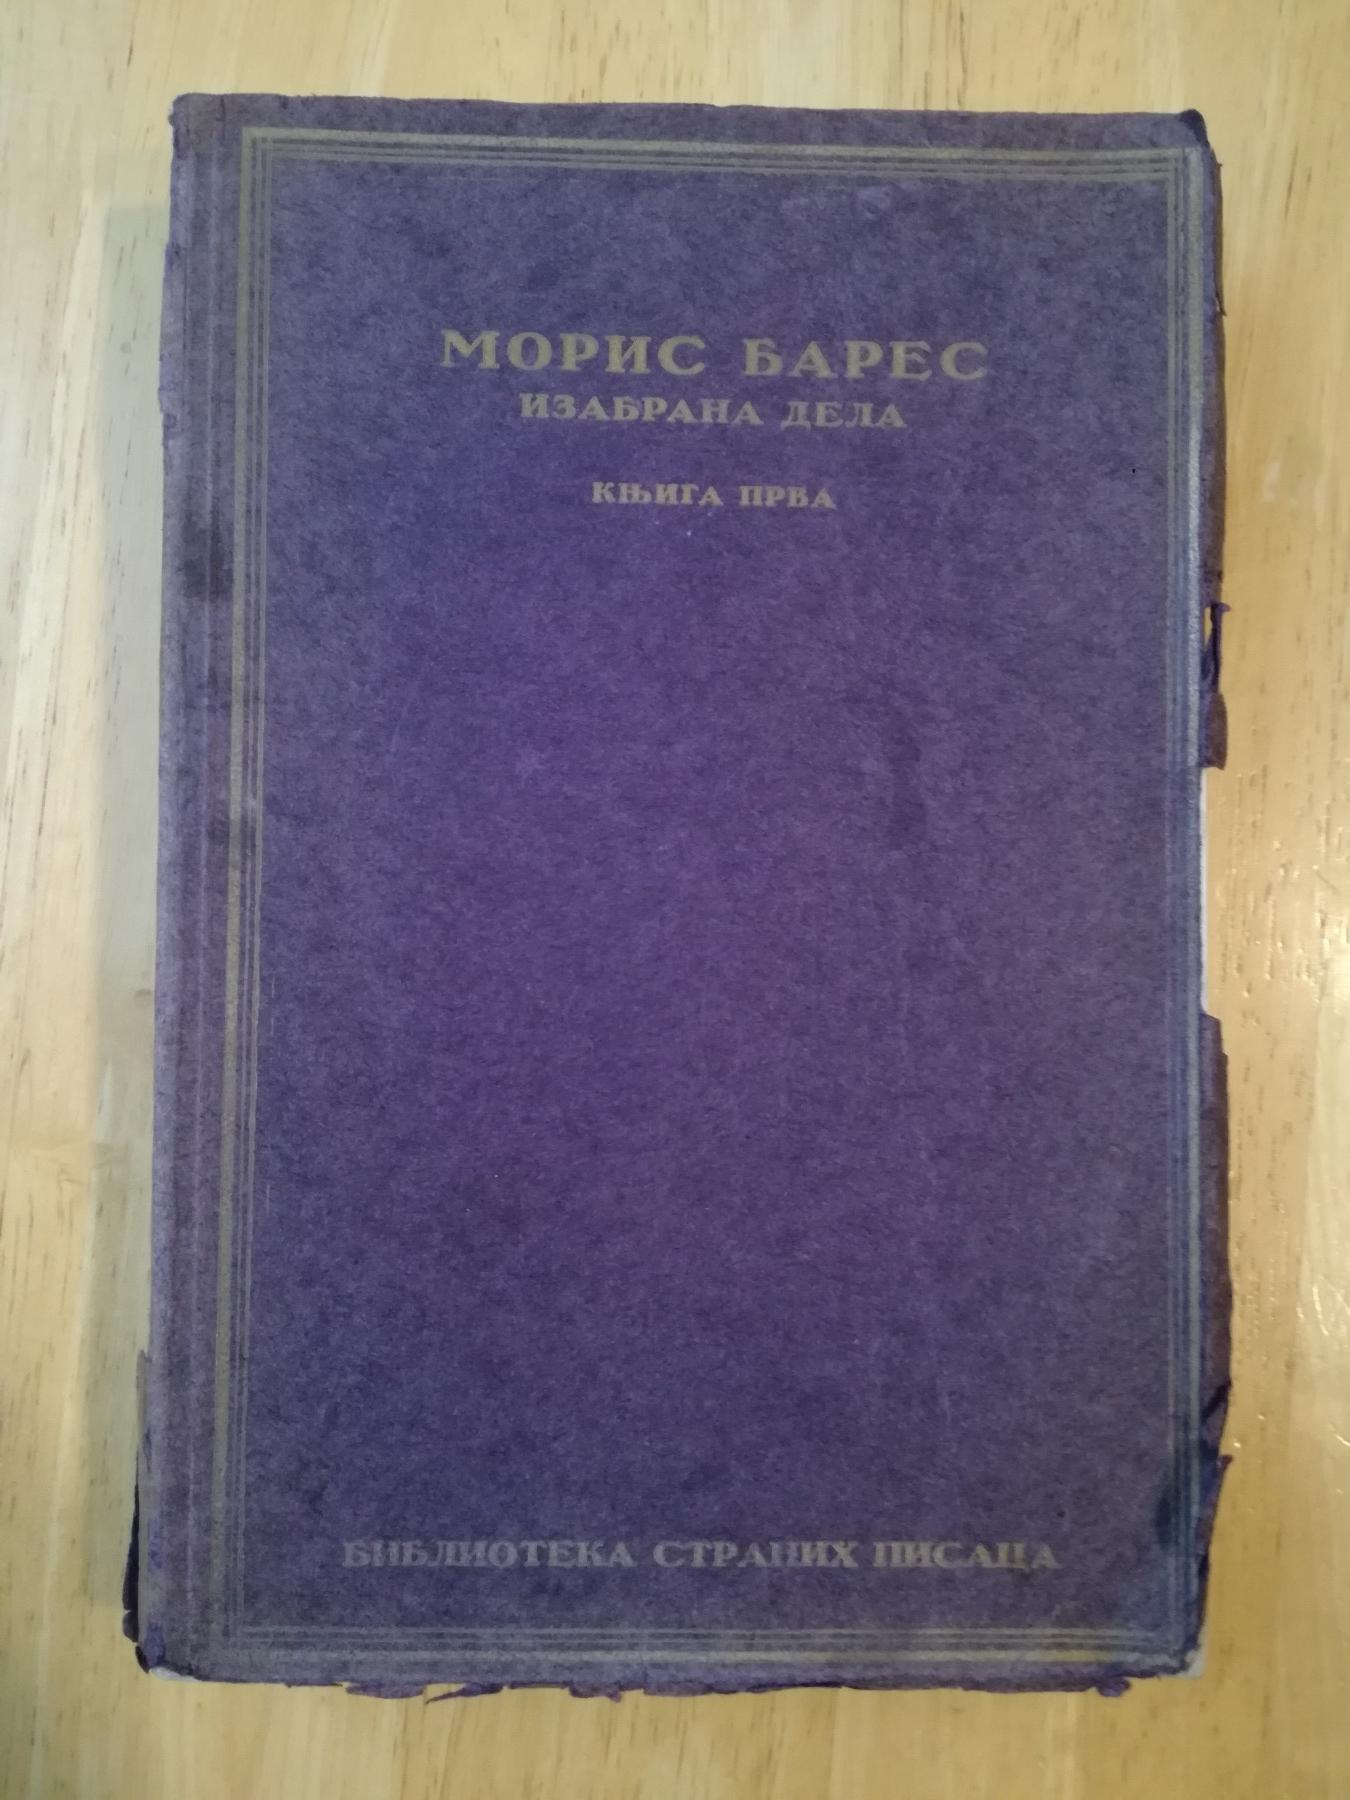 МОРИС БАРЕС
ИЗАБРАНА ДЕЛА
КЊИГА ПРВА
БИБЛИОТЕКА СТРАНИХ ПИСАЦА